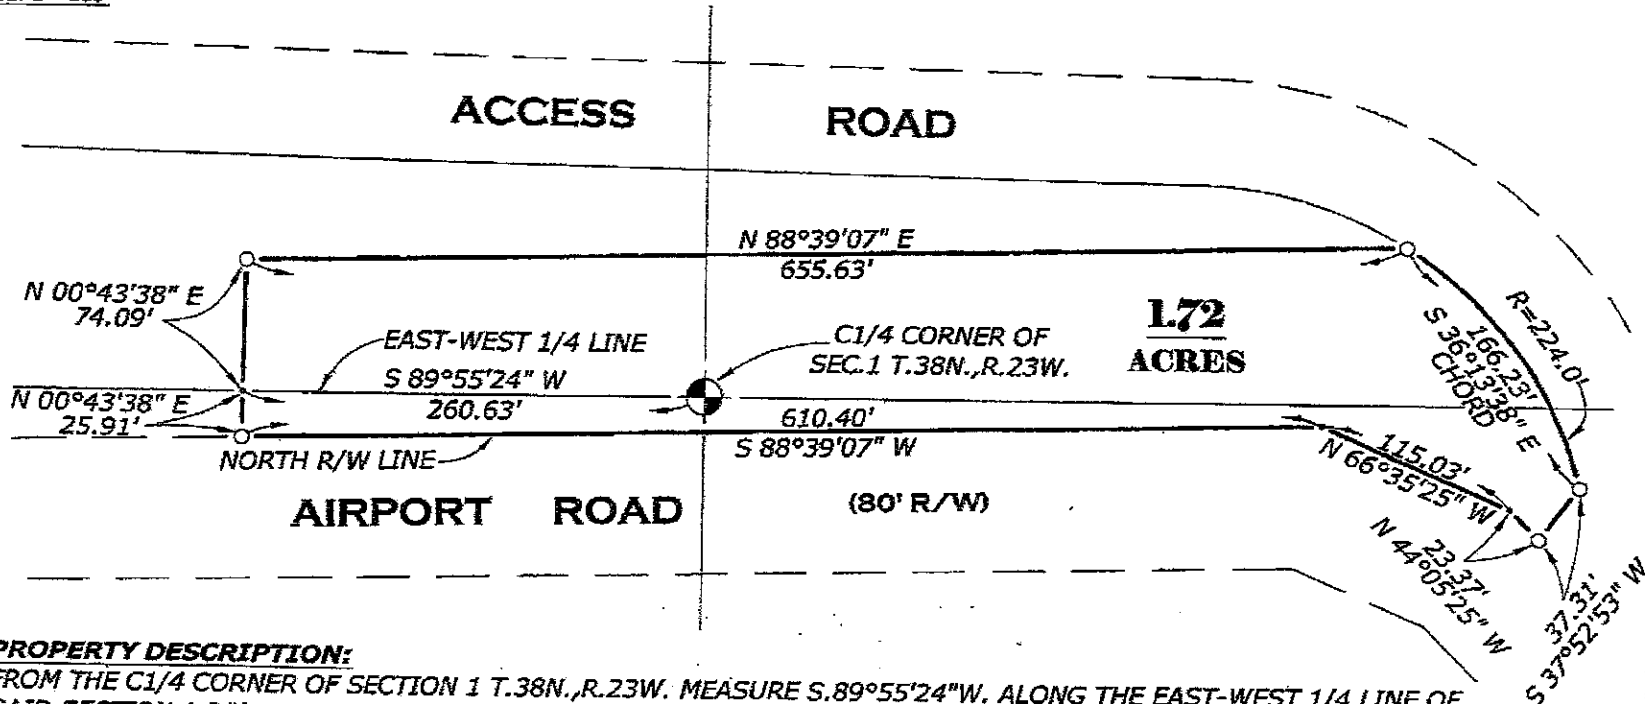 ACCESS ROAD
N 88°39'07" E
655.63'
N 00°43'38" E
74.09'
EAST-WEST 1/4 LINE
S 89°55'24" W
260.63'
C1/4 CORNER OF
SEC.1 T.38N.,R.23W.
1.72
ACRES
R=224.0'
166.23'
S 36°13'38" E
CHORD
N 00°43'38" E
25.91'
610.40'
S 88°39'07" W
NORTH R/W LINE
115.03'
N 66°35'25" W
AIRPORT ROAD
(80' R/W)
23.37'
N 44°05'25" W
37.31'
S 37°52'53" W
PROPERTY DESCRIPTION:
FROM THE C1/4 CORNER OF SECTION 1 T.38N.,R.23W. MEASURE S.89°55'24"W. ALONG THE EAST-WEST 1/4 LINE OF